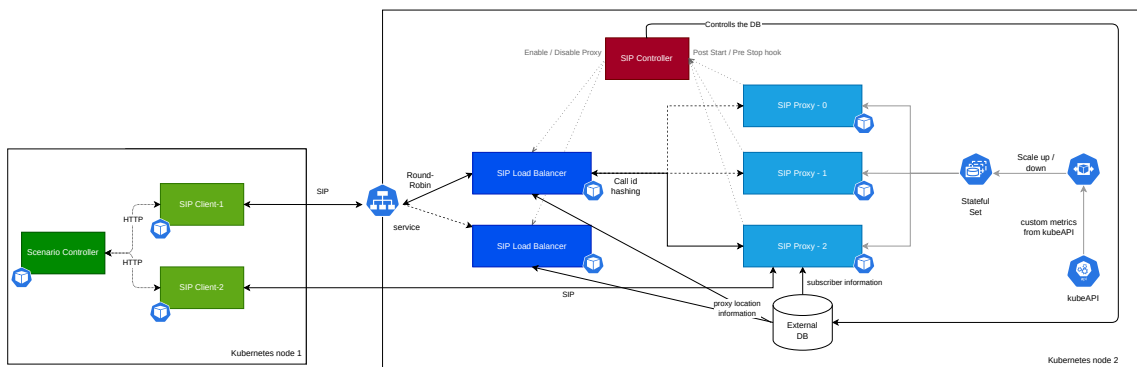 Controlls the DB
Enable / Disable Proxy
SIP Controller
Post Start / Pre Stop hook
SIP Proxy - 0
SIP Client-1
SIP
Round-
Robin
SIP Load Balancer
Call id
hashing
SIP Proxy - 1
Scale up /
down
Stateful
Set
HTTP
Scenario Controller
HTTP
service
SIP Load Balancer
SIP Proxy - 2
custom metrics
from kubeAPI
SIP Client-2
SIP
subscriber information
proxy location
information
External
DB
api
kubeAPI
Kubernetes node 1
Kubernetes node 2